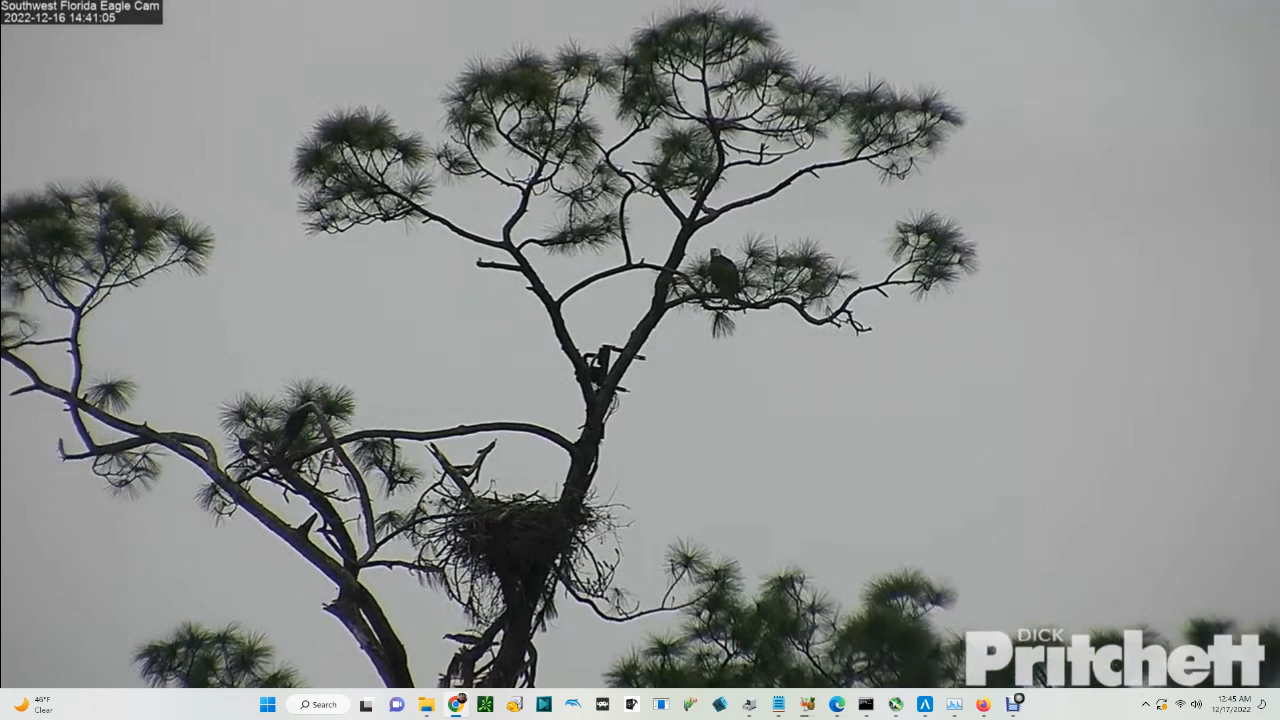 Southwest Florida Eagle Cam
2022-12-16 14:41:05
DICK
Pritchett
46°F
Clear
Search
12:45 AM
12/17/2022